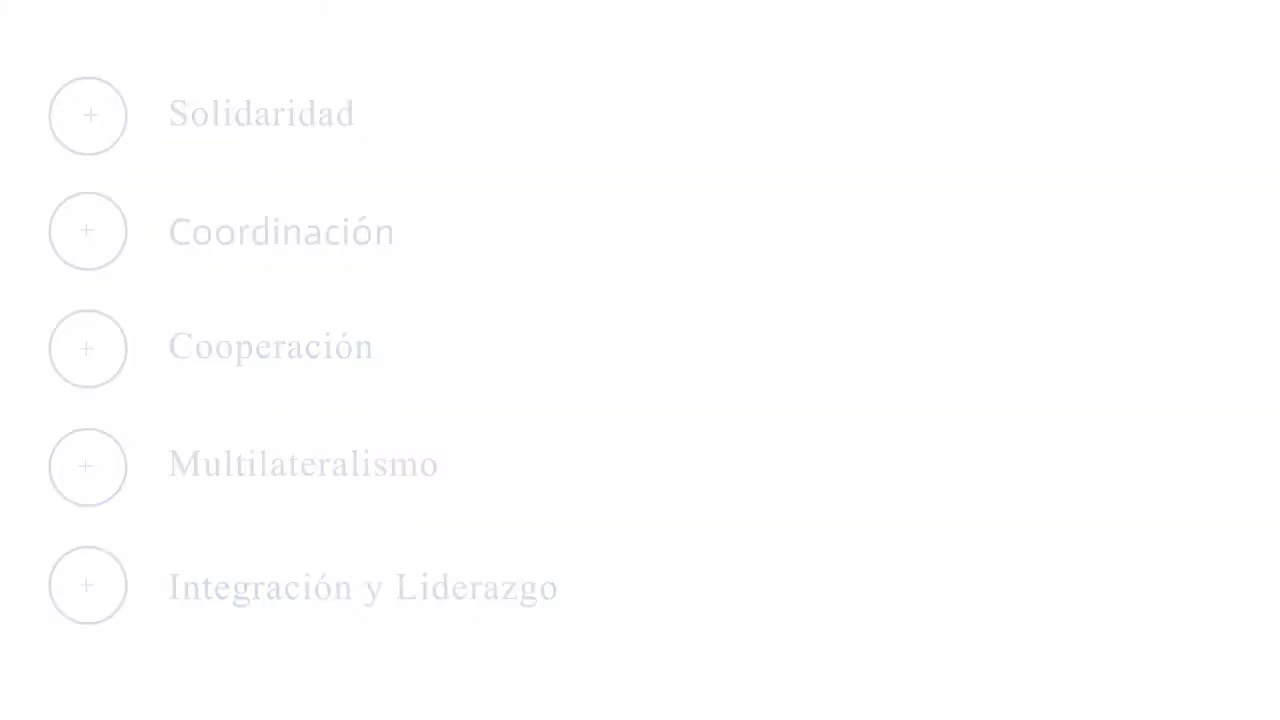 + Solidaridad
+ Coordinación
+ Cooperación
+ Multilateralismo
+ Integración y Liderazgo